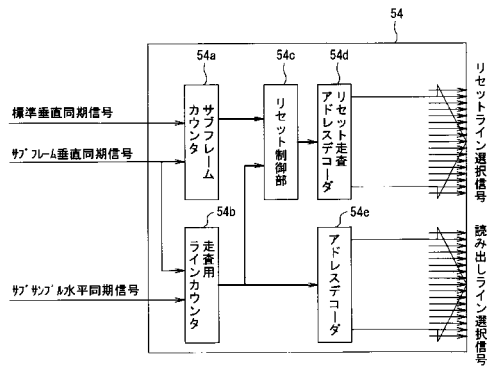 54
54a
54c
54d
標準垂直同期信号
サブフレーム垂直同期信号
サブサンプル水平同期信号
サブフレーム
カウンタ
リセット制御部
リセット走査
アドレスデコーダ
リセットライン選択信号
54b
54e
走査用
ラインカウンタ
アドレスデコーダ
読み出しライン選択信号